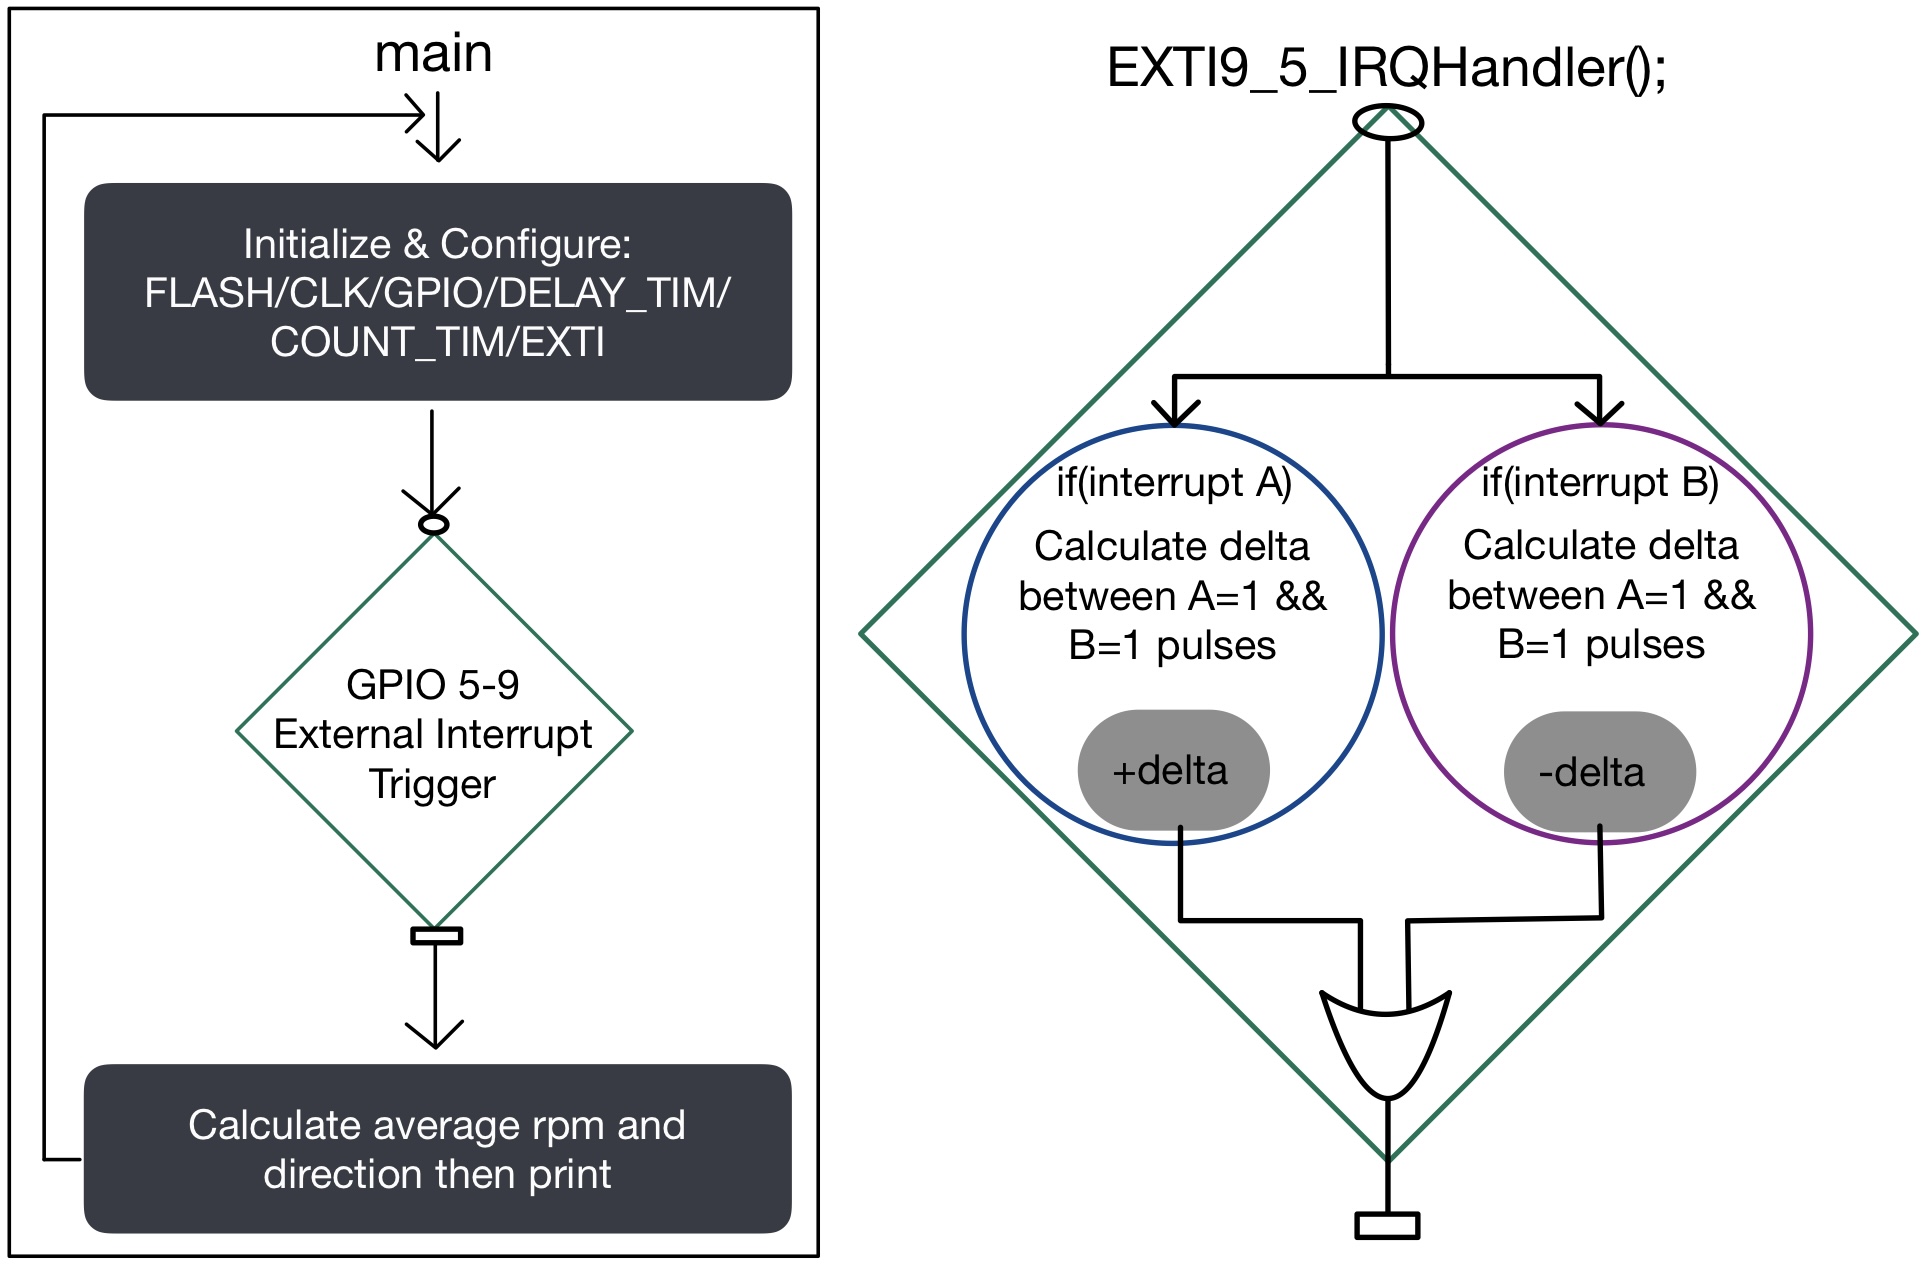 main
Initialize & Configure:
FLASH/CLK/GPIO/DELAY_TIM/
COUNT_TIM/EXTI
GPIO 5-9
External Interrupt
Trigger
Calculate average rpm and
direction then print
EXTI9_5_IRQHandler();
if(interrupt A)
Calculate delta
between A=1 &&
B=1 pulses
+delta
if(interrupt B)
Calculate delta
between A=1 &&
B=1 pulses
-delta